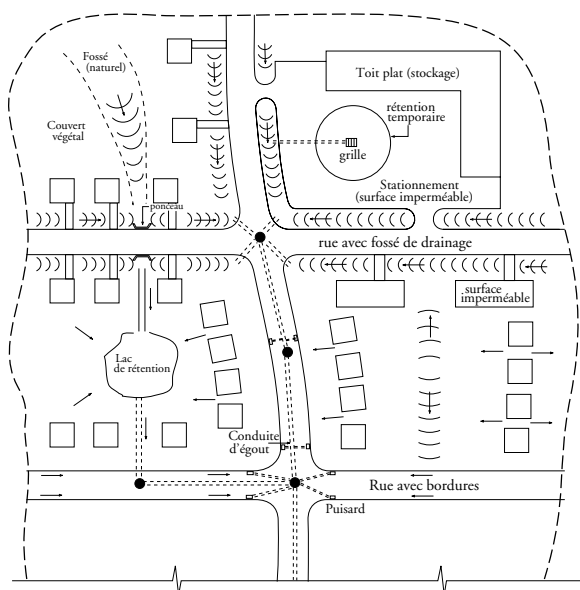 Fossé
(naturel)
Toit plat (stockage)
Couvert
végétal
rétention
temporaire
grille
Stationnement
(surface imperméable)
ponceau
rue avec fossé de drainage
surface
imperméable
Lac
de rétention
Conduite
d'égout
Rue avec bordures
Puisard